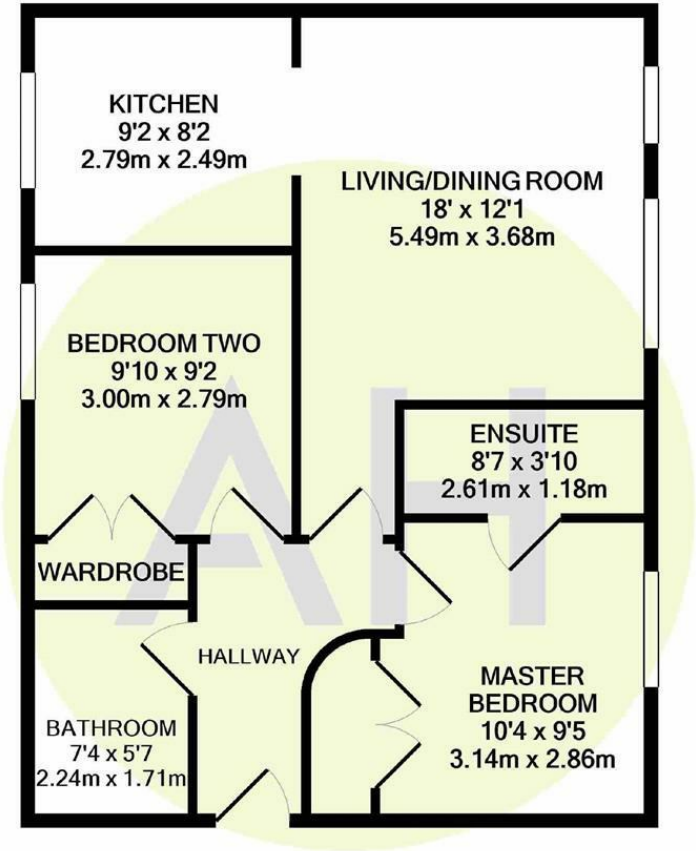 KITCHEN
9'2 x 8'2
2.79m x 2.49m
LIVING/DINING ROOM
18' x 12'1
5.49m x 3.68m
BEDROOM TWO
9'10 x 9'2
3.00m x 2.79m
ENSUITE
8'7 x 3'10
2.61m x 1.18m
WARDROBE
HALLWAY
MASTER
BEDROOM
10'4 x 9'5
3.14m x 2.86m
BATHROOM
7'4 x 5'7
2.24m x 1.71m
AH